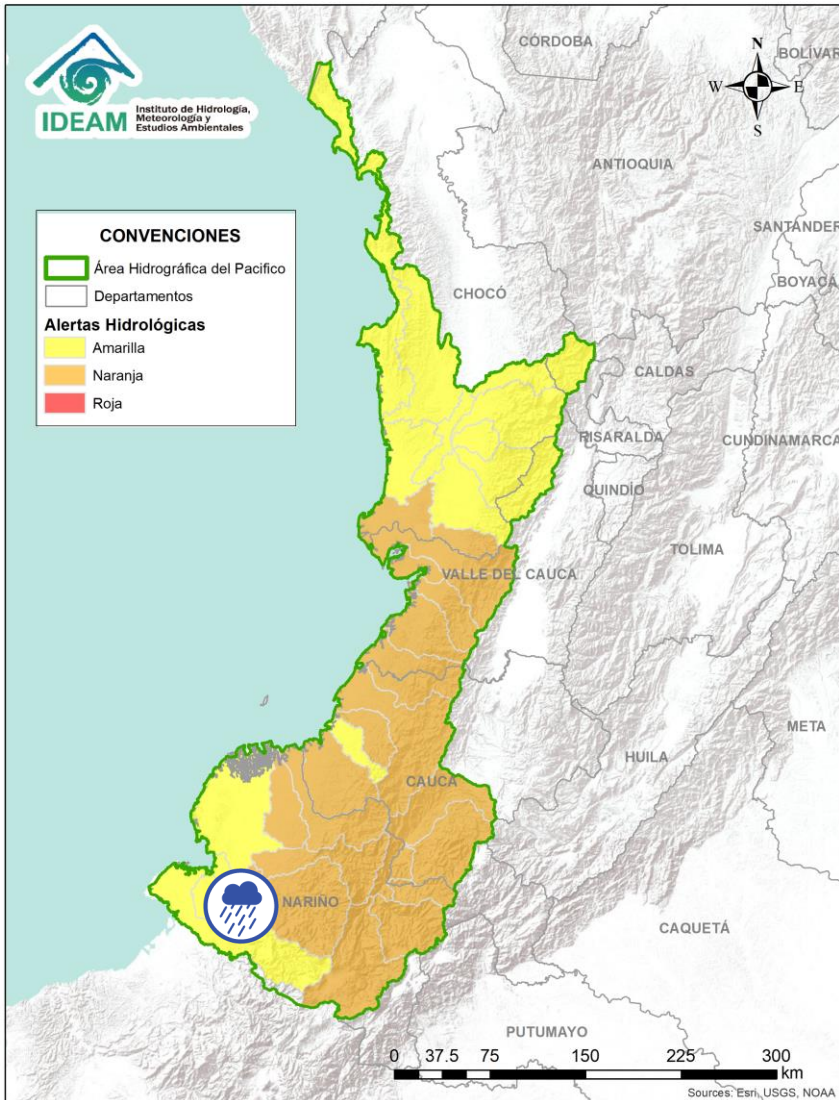 IDEAM
Instituto de Hidrología,
Meteorología y
Estudios Ambientales
CÓRDOBA
BOLÍVAR
N
W
E
S
ANTIOQUIA
SANTANDER
BOYACÁ
CONVENCIONES
Área Hidrográfica del Pacifico
Departamentos
Alertas Hidrológicas
Amarilla
Naranja
Roja
CHOCÓ
CALDAS
RISARALDA
CUNDINAMARCA
QUINDÍO
TOLIMA
VALLE DEL CAUCA
META
HUILA
CAUCA
NARIÑO
CAQUETÁ
PUTUMAYO
0 37.5 75 150 225 300
km
Sources: Esri, USGS, NOAA